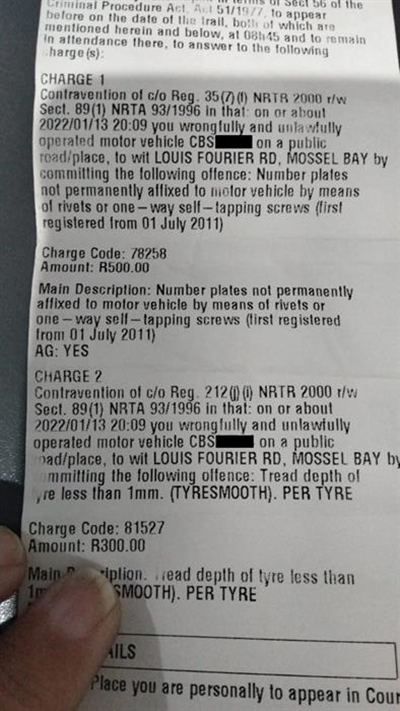 Criminal Procedure Act, Act 51/1977, to appear
before on the date of the trail, both of which are
mentioned herein and below, at 08h45 and to remain
in attendance there, to answer to the following
harge(s):
CHARGE 1
Contravention of c/o Reg. 35(7)(f) NRTR 2000 r/w
Sect. 89(1) NRTA 93/1996 in that: on or about
2022/01/13 20:09 you wrongfully and unlawfully
operated motor vehicle CBS on a public
road/place, to wit LOUIS FOURIER RD, MOSSEL BAY by
committing the following offence: Number plates
not permanently affixed to motor vehicle by means
of rivets or one-way self-tapping screws (first
registered from 01 July 2011)
Charge Code: 78258
Amount: R500.00
Main Description: Number plates not permanently
affixed to motor vehicle by means of rivets or
one-way self-tapping screws (first registered
from 01 July 2011)
AG: YES
CHARGE 2
Contravention of c/o Reg. 212(j)(i) NRTR 2000 r/w
Sect. 89(1) NRTA 93/1996 in that: on or about
2022/01/13 20:09 you wrongfully and unlawfully
operated motor vehicle CBS on a public
oad/place, to wit LOUIS FOURIER RD, MOSSEL BAY by
mmitting the following offence: Tread depth of
yre less than 1mm. (TYRESMOOTH). PER TYRE
Charge Code: 81527
Amount: R300.00
Main ription. read depth of tyre less than
1m SMOOTH). PER TYRE
AILS
Place you are personally to appear in Cour